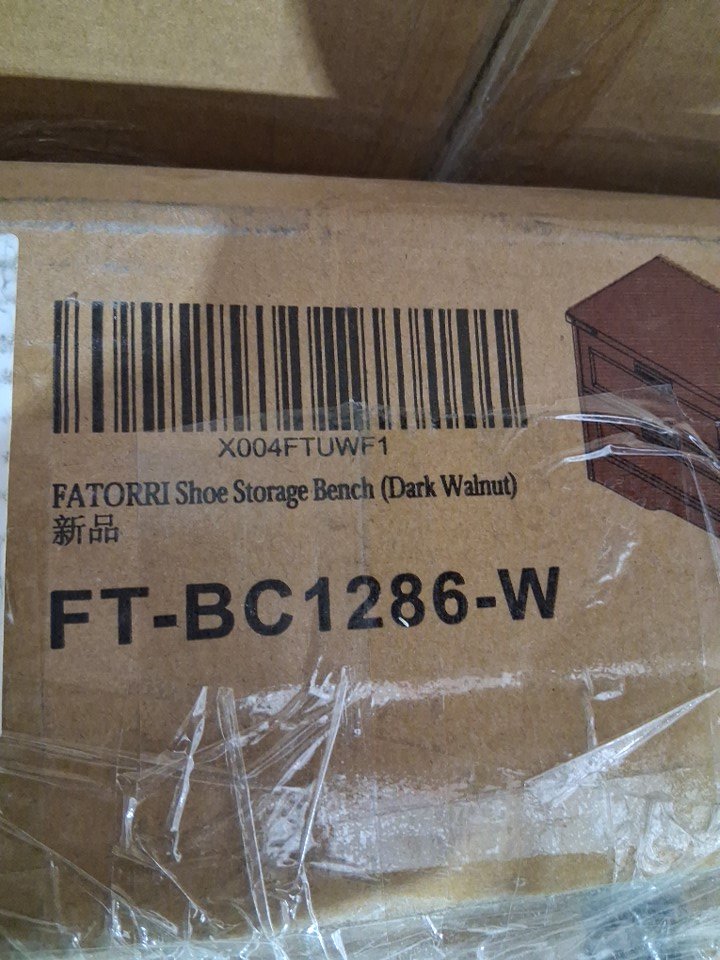 X004FTUWF1
FATORRI Shoe Storage Bench (Dark Walnut)
新品
FT-BC1286-W